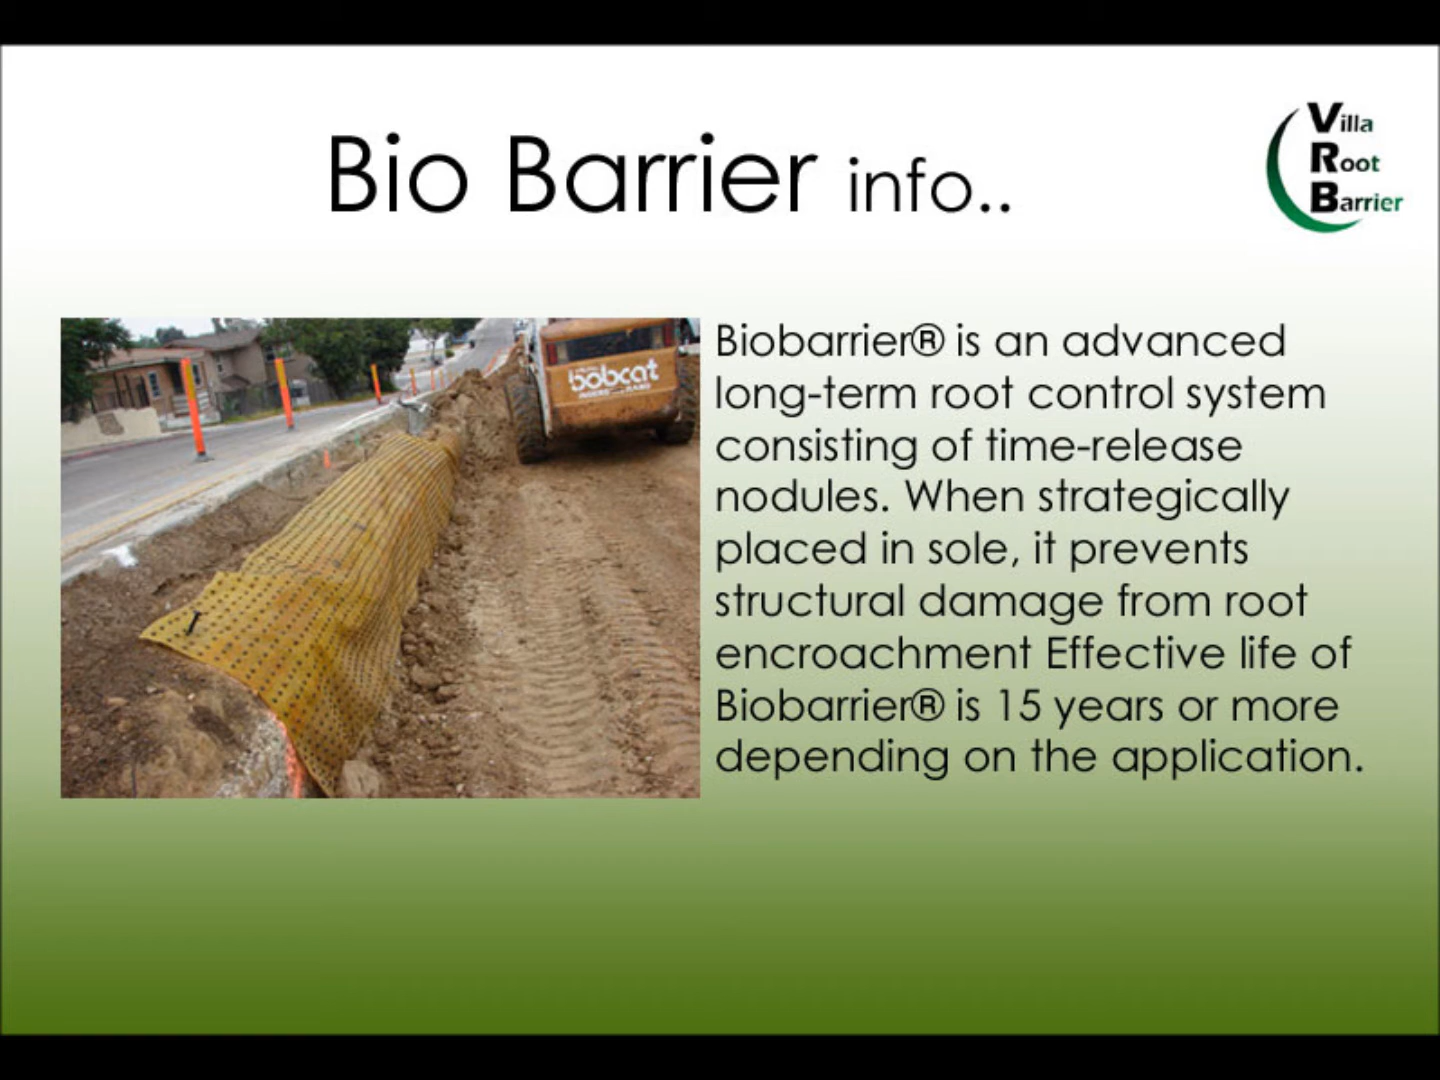 Bio Barrier info..
Villa
Root
Barrier
bobcat
Biobarrier® is an advanced
long-term root control system
consisting of time-release
nodules. When strategically
placed in sole, it prevents
structural damage from root
encroachment Effective life of
Biobarrier® is 15 years or more
depending on the application.